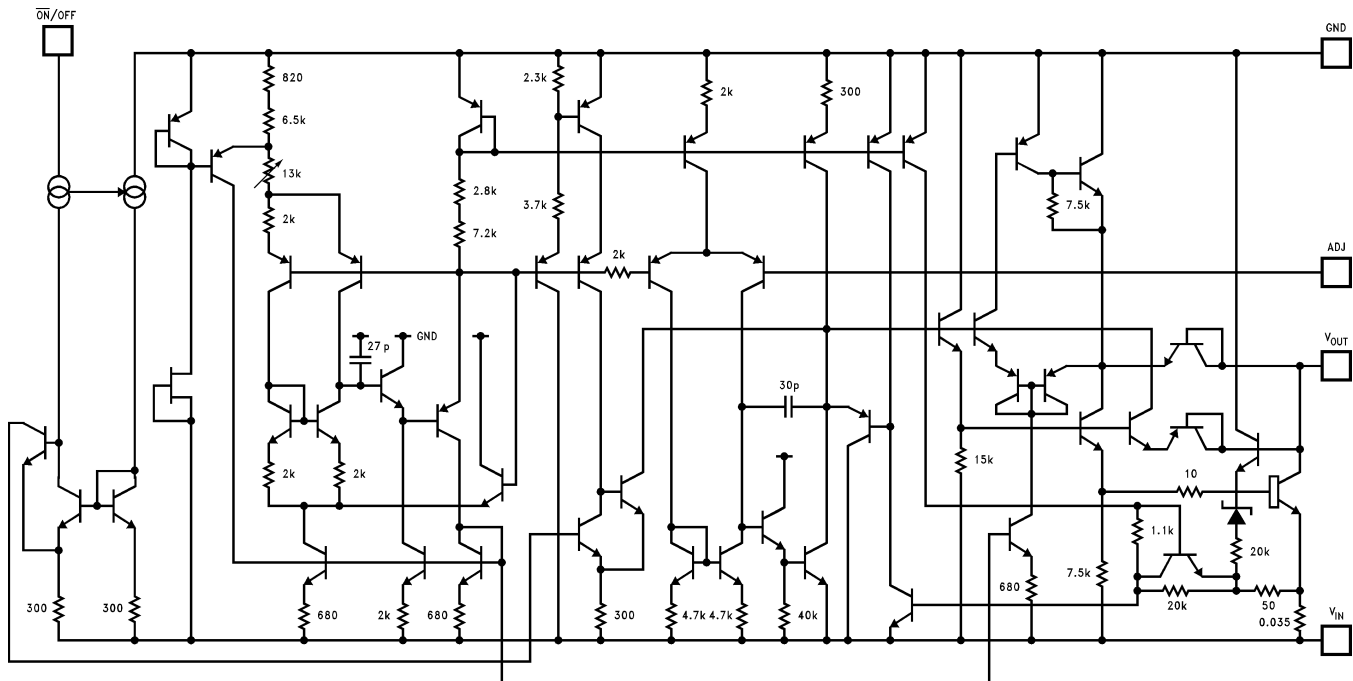 ON/OFF
GND
820
2.3k
2k
300
6.5k
13k
2.8k
3.7k
7.5k
2k
7.2k
2k
ADJ
GND
27p
V_OUT
30p
2k
2k
15k
10
1.1k
20k
7.5k
680
300
300
680
2k
680
300
4.7k
4.7k
40k
20k
50
0.035
V_IN